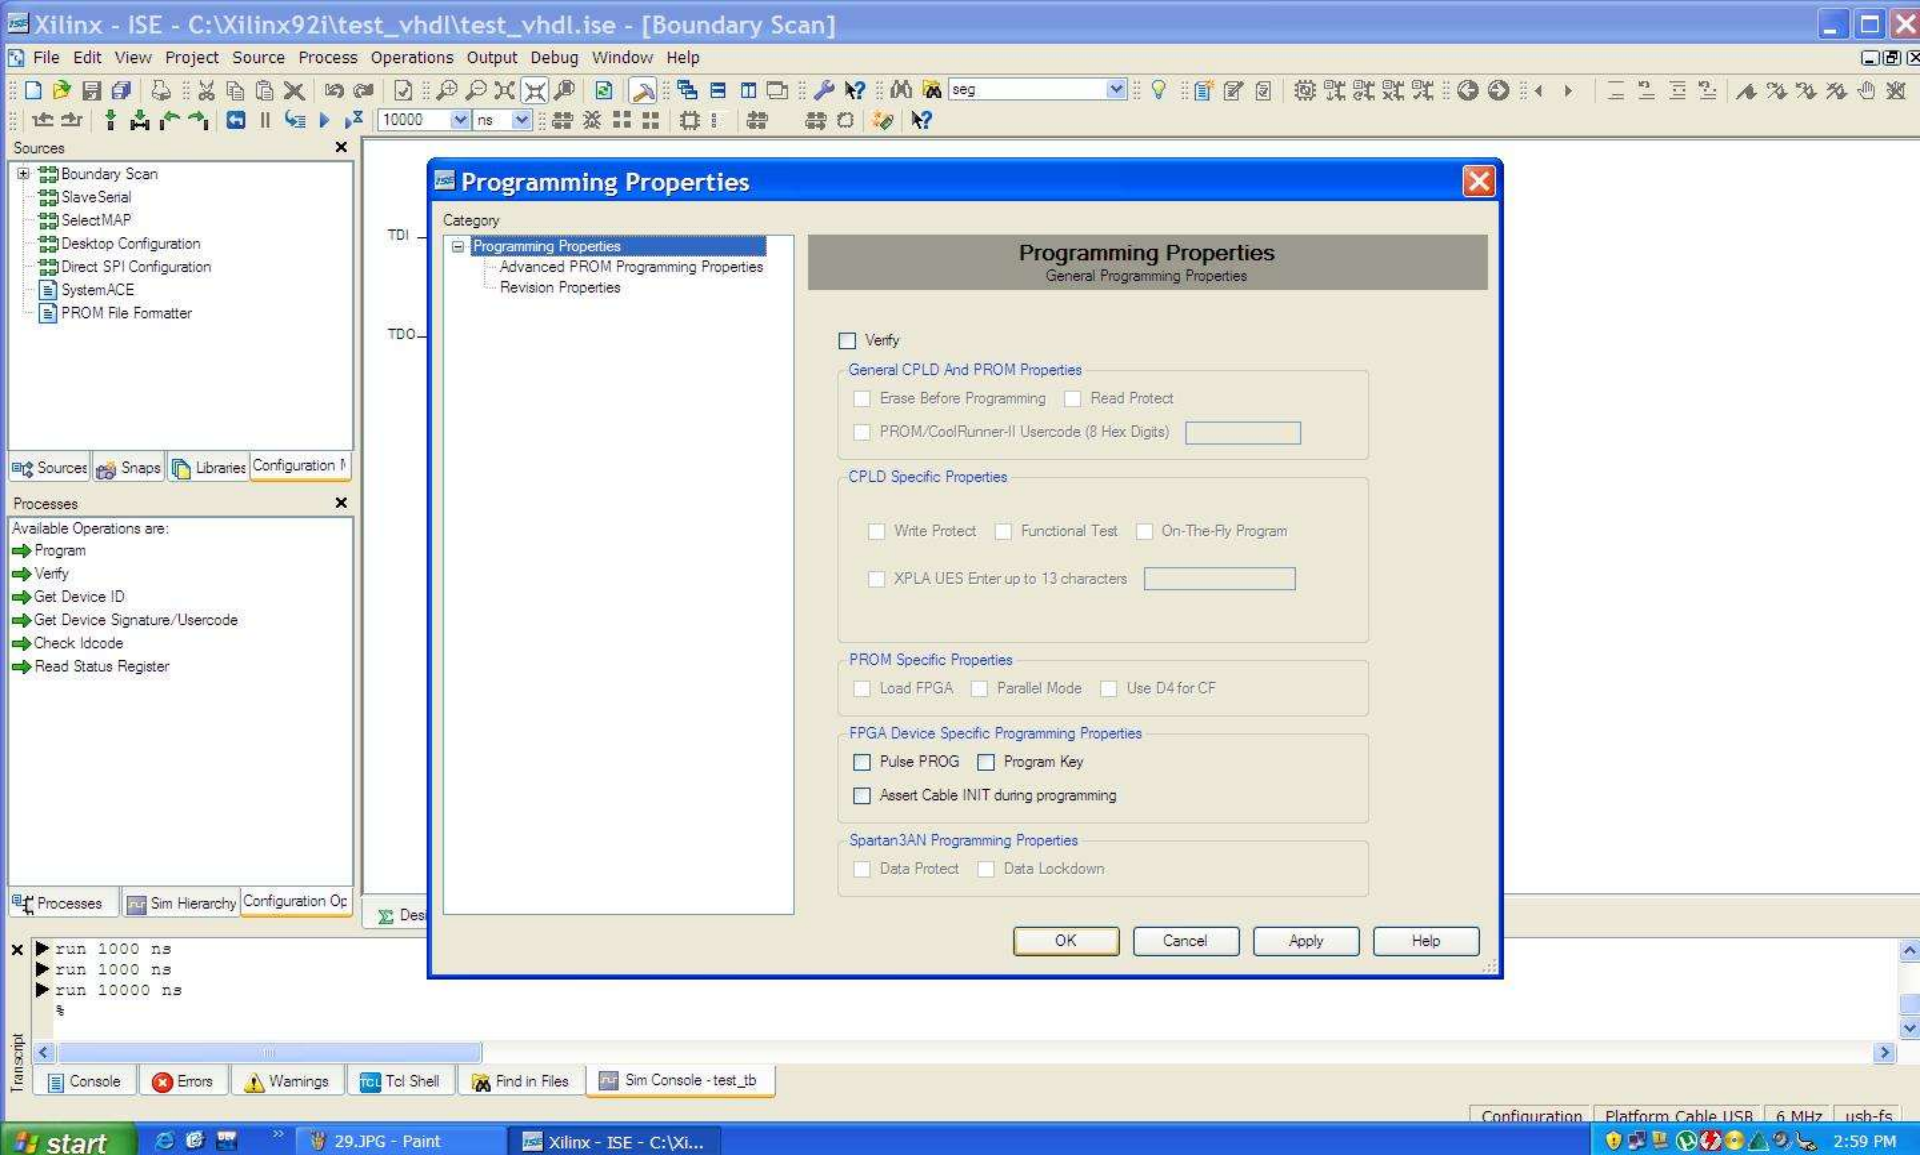 Xilinx - ISE - C:\Xilinx92i\test_vhdl\test_vhdl.ise - [Boundary Scan]
File Edit View Project Source Process Operations Output Debug Window Help
seg
10000 ns
Sources
Boundary Scan
SlaveSerial
SelectMAP
Desktop Configuration
Direct SPI Configuration
SystemACE
PROM File Formatter
Sources Snaps Libraries Configuration M
Processes
Available Operations are:
Program
Verify
Get Device ID
Get Device Signature/Usercode
Check Idcode
Read Status Register
Processes Sim Hierarchy Configuration Op
TDI
TDO
Desi
Programming Properties
Category
Programming Properties
Advanced PROM Programming Properties
Revision Properties
Programming Properties
General Programming Properties
Verify
General CPLD And PROM Properties
Erase Before Programming Read Protect
PROM/CoolRunner-II Usercode (8 Hex Digits)
CPLD Specific Properties
Write Protect Functional Test On-The-Fly Program
XPLA UES Enter up to 13 characters
PROM Specific Properties
Load FPGA Parallel Mode Use D4 for CF
FPGA Device Specific Programming Properties
Pulse PROG Program Key
Assert Cable INIT during programming
Spartan3AN Programming Properties
Data Protect Data Lockdown
OK Cancel Apply Help
run 1000 ns
run 1000 ns
run 10000 ns
%
Transcript
Console Errors Warnings Tcl Shell Find in Files Sim Console - test_tb
Configuration Platform Cable USB 6 MHz usb-fs
start 29.JPG - Paint Xilinx - ISE - C:\Xi... 2:59 PM